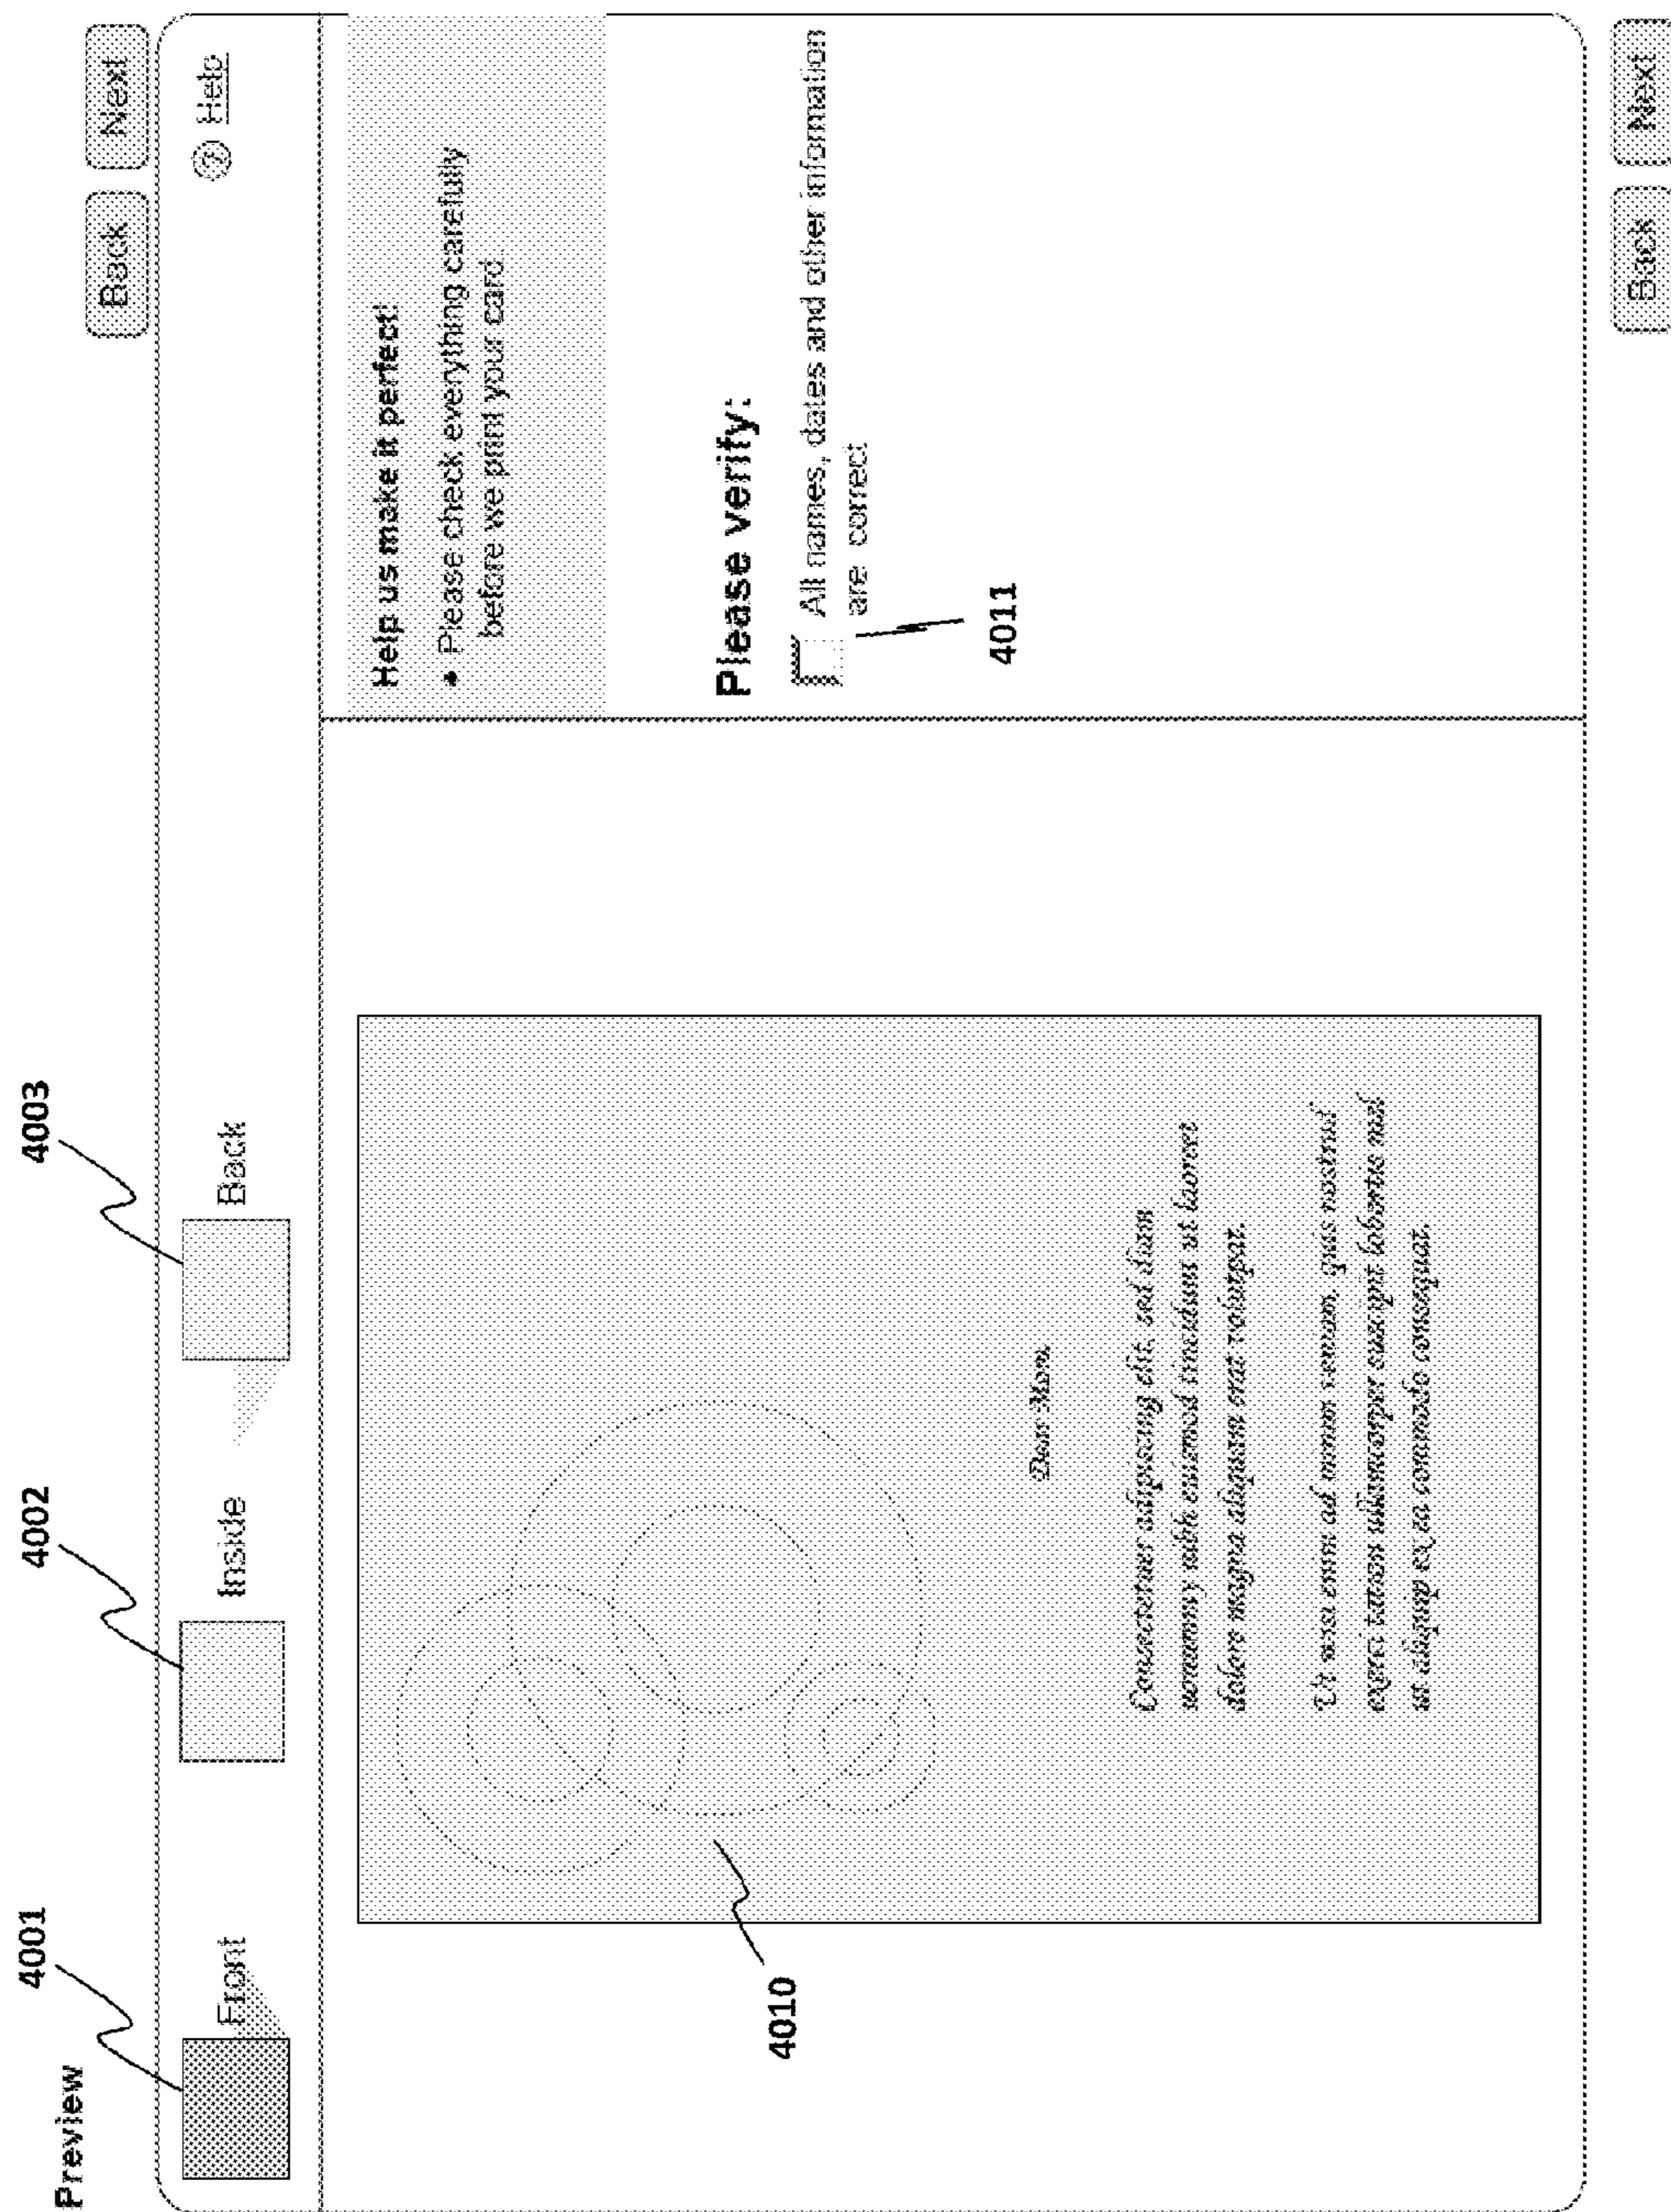 Preview
Back
Next
4001
4002
4003
Front
Inside
Back
Help
Help us make it perfect!
• Please check everything carefully
before we print your card
Please verify:
All names, dates and other information
are correct
4011
4010
Dear Mom,
Consectetuer adipiscing elit, sed diam
nonummy nibh euismod tincidunt ut laoreet
dolore magna aliquam erat volutpat.
Ut wisi enim ad minim veniam, quis nostrud
exerci tation ullamcorper suscipit lobortis nisl
ut aliquip ex ea commodo consequat.
Back
Next